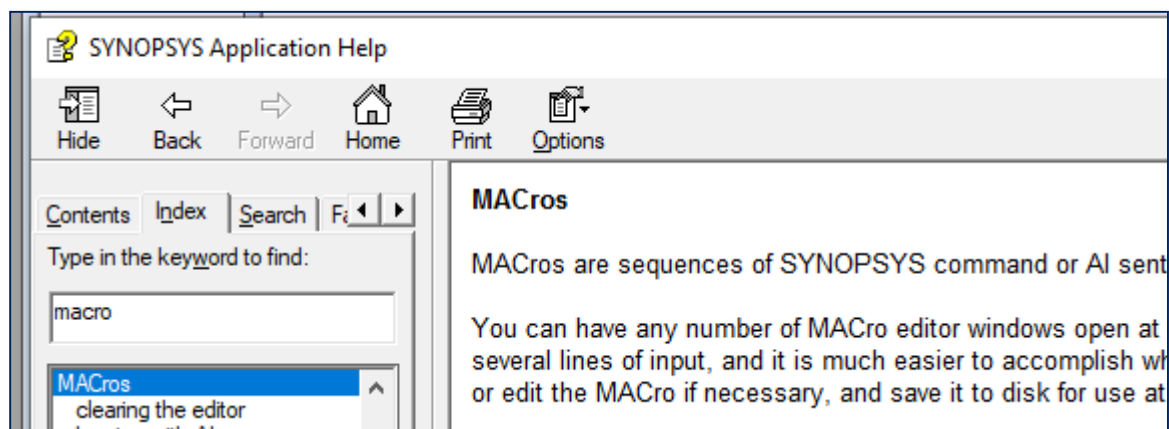 SYNOPSYS Application Help
Hide Back Forward Home Print Options
Contents Index Search
Type in the keyword to find:
macro
MACros
clearing the editor
MACros
MACros are sequences of SYNOPSYS command or AI sent
You can have any number of MACro editor windows open at
several lines of input, and it is much easier to accomplish wh
or edit the MACro if necessary, and save it to disk for use at